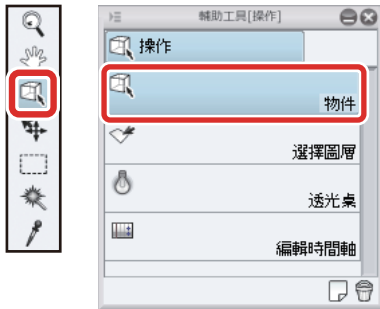 輔助工具[操作]
操作
物件
選擇圖層
透光桌
編輯時間軸